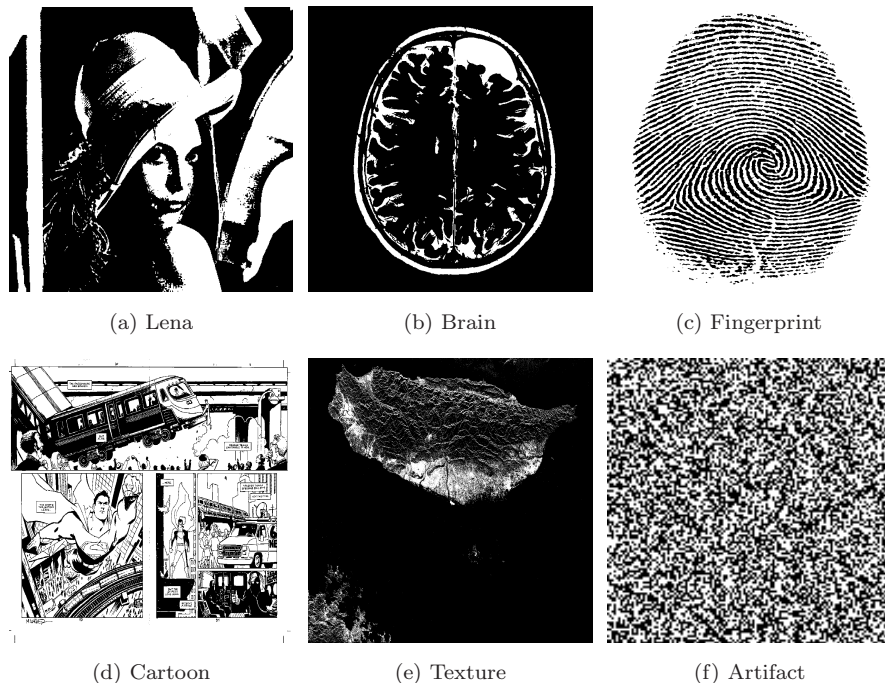 (a) Lena
(b) Brain
(c) Fingerprint
(d) Cartoon
(e) Texture
(f) Artifact